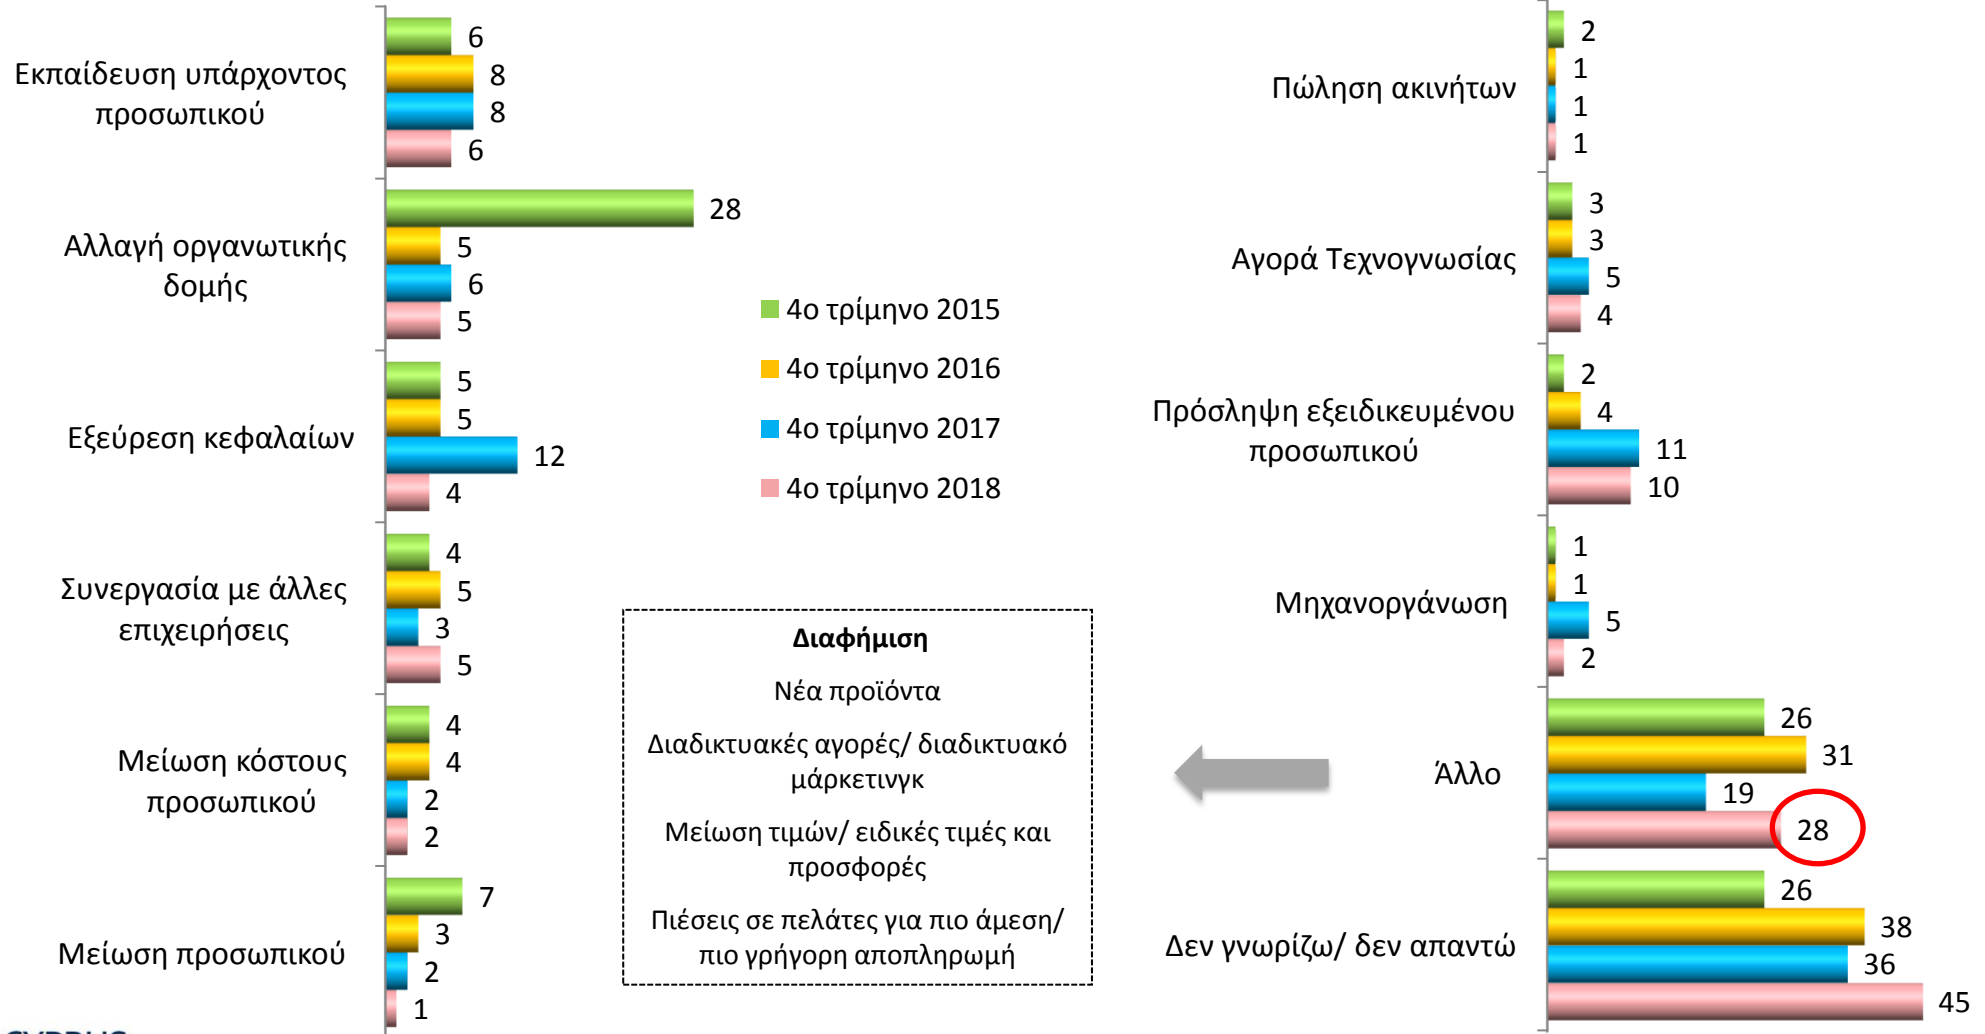 6
Εκπαίδευση υπάρχοντος
8
προσωπικού
8
6
28
Αλλαγή οργανωτικής
5
δομής
6
5
5
5
Εξεύρεση κεφαλαίων
12
4
4
Συνεργασία με άλλες
5
επιχειρήσεις
3
5
4
Μείωση κόστους
4
προσωπικού
2
2
7
3
Μείωση προσωπικού
2
1
4ο τρίμηνο 2015
4ο τρίμηνο 2016
4ο τρίμηνο 2017
4ο τρίμηνο 2018
Διαφήμιση
Νέα προϊόντα
Διαδικτυακές αγορές/ διαδικτυακό
μάρκετινγκ
Μείωση τιμών/ ειδικές τιμές και
προσφορές
Πιέσεις σε πελάτες για πιο άμεση/
πιο γρήγορη αποπληρωμή
2
1
Πώληση ακινήτων
1
1
3
3
Αγορά Τεχνογνωσίας
5
4
2
Πρόσληψη εξειδικευμένου
4
προσωπικού
11
10
1
1
Μηχανοργάνωση
5
2
26
31
Άλλο
19
28
26
38
Δεν γνωρίζω/ δεν απαντώ
36
45